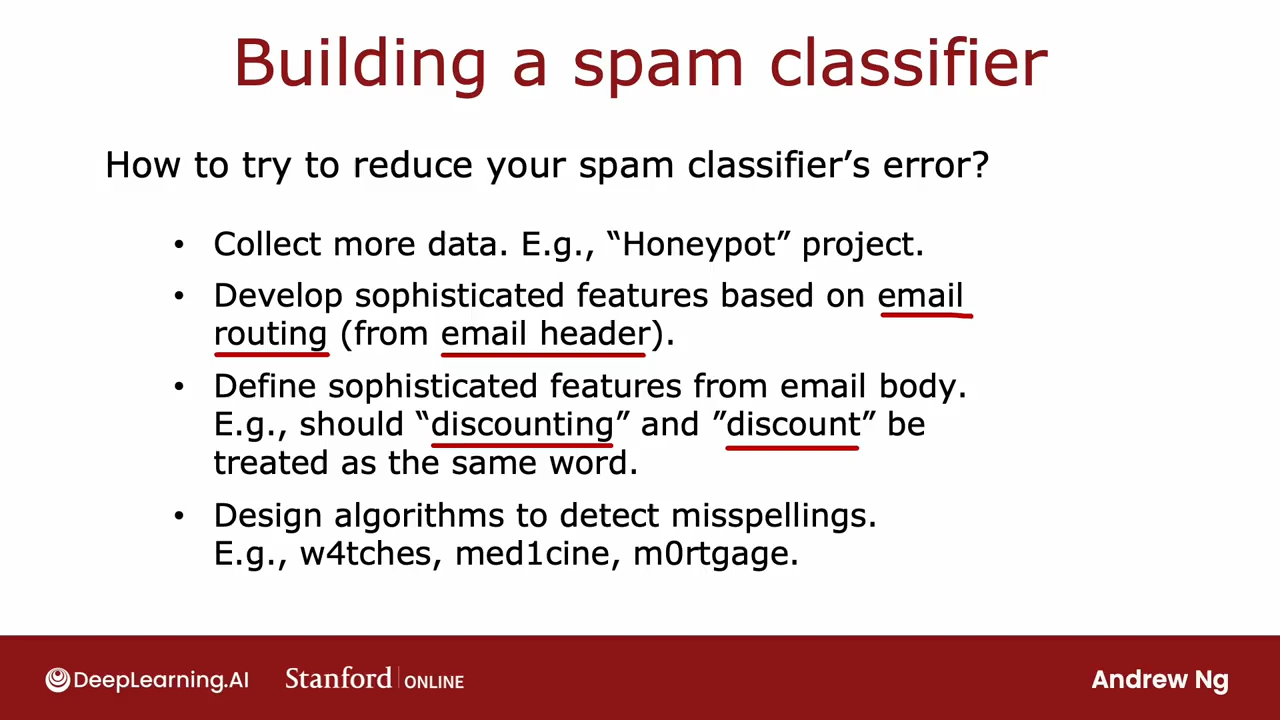 Building a spam classifier
How to try to reduce your spam classifier’s error?
• Collect more data. E.g., “Honeypot” project.
• Develop sophisticated features based on email
routing (from email header).
• Define sophisticated features from email body.
E.g., should “discounting” and ”discount” be
treated as the same word.
• Design algorithms to detect misspellings.
E.g., w4tches, med1cine, m0rtgage.
DeepLearning.AI Stanford | ONLINE Andrew Ng